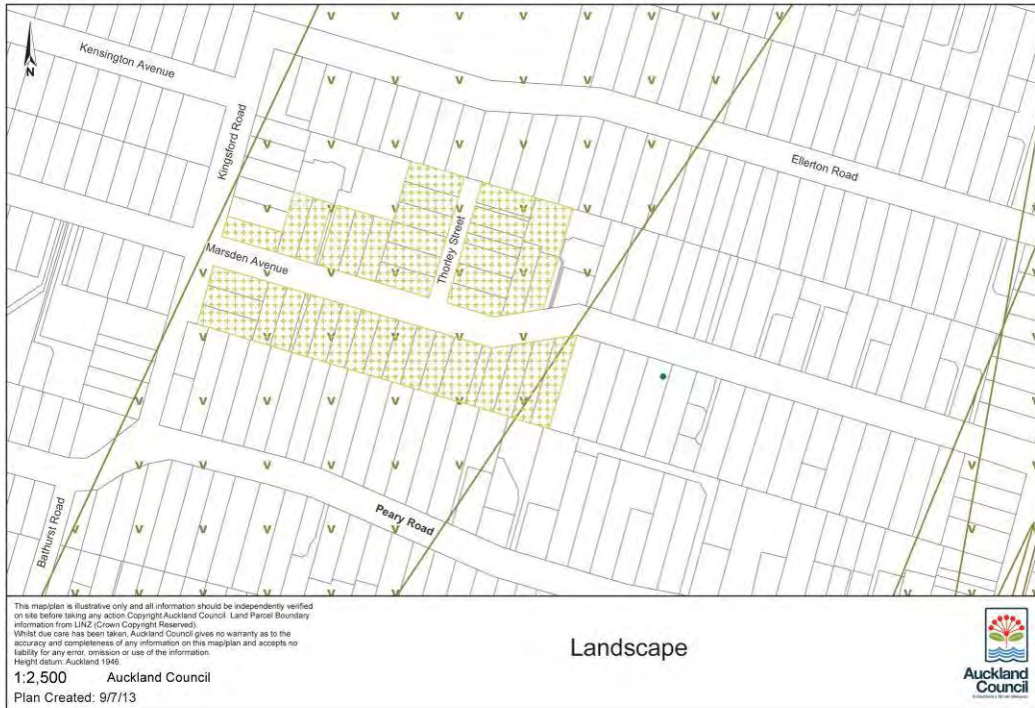 N
Kensington Avenue
Kingsford Road
Ellerton Road
Thorley Street
Marsden Avenue
Peary Road
Bathurst Road
This map/plan is illustrative only and all information should be independently verified
on site before taking any action.Copyright Auckland Council. Land Parcel Boundary
information from LINZ (Crown Copyright Reserved).
Whilst due care has been taken, Auckland Council gives no warranty as to the
accuracy and completeness of any information on this map/plan and accepts no
liability for any error, omission or use of the information.
Height datum: Auckland 1946.
1:2,500 Auckland Council
Plan Created: 9/7/13
Landscape
Auckland
Council